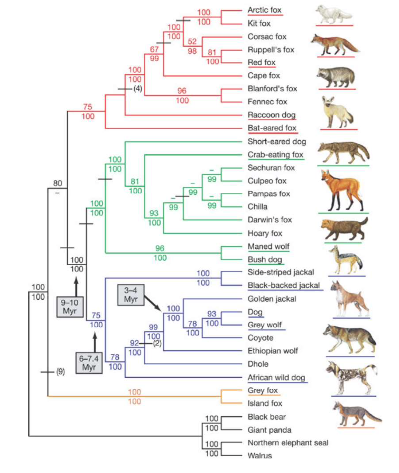 Arctic fox
100
100
Kit fox
100
100
Corsac fox
52
98
Ruppell's fox
81
100
Red fox
67
99
Cape fox
100
100
(4)
Blanford's fox
96
100
Fennec fox
75
100
Raccoon dog
Bat-eared fox
Short-eared dog
100
100
Crab-eating fox
81
100
Sechuran fox
–
99
Culpeo fox
–
99
Pampas fox
–
99
Chilla
93
100
Darwin's fox
Hoary fox
80
–
Maned wolf
96
100
Bush dog
100
100
Side-striped jackal
100
100
Black-backed jackal
3–4
Myr
Golden jackal
9–10
Myr
100
100
Dog
93
100
Grey wolf
78
100
75
100
99
100
Coyote
92
–
(2)
Ethiopian wolf
6–7.4
Myr
78
100
Dhole
(9)
African wild dog
100
100
Grey fox
100
100
Island fox
Black bear
100
100
Giant panda
100
100
Northern elephant seal
100
100
Walrus